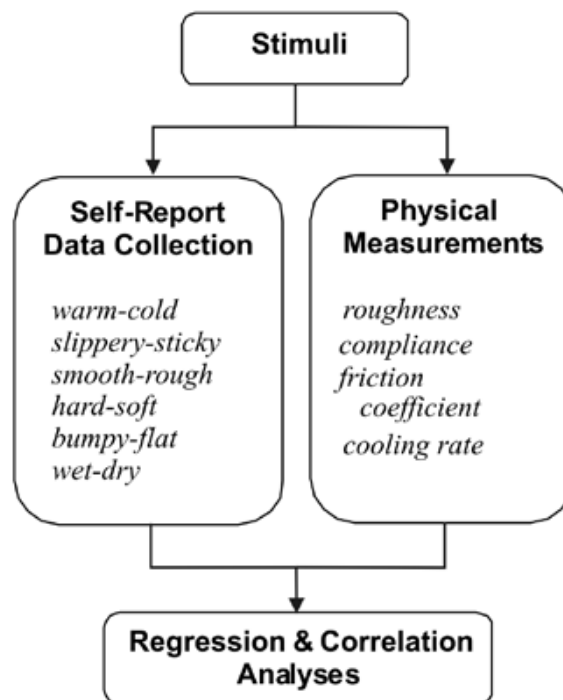 Stimuli
Self-Report
Data Collection
warm-cold
slippery-sticky
smooth-rough
hard-soft
bumpy-flat
wet-dry
Physical
Measurements
roughness
compliance
friction
coefficient
cooling rate
Regression & Correlation
Analyses